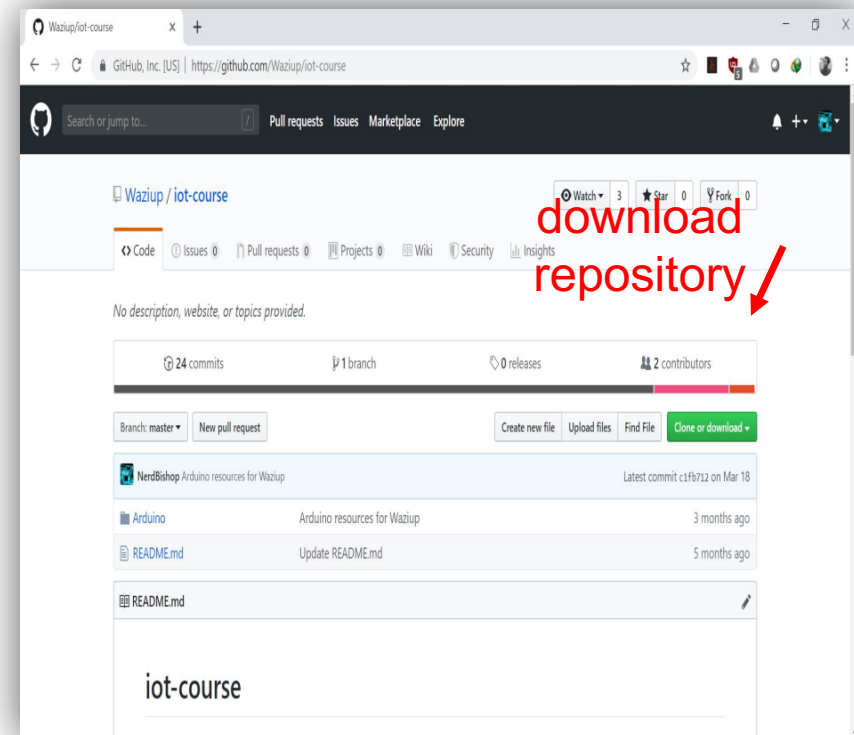 Waziup/iot-course
GitHub, Inc. [US] | https://github.com/Waziup/iot-course
5
Search or jump to... / Pull requests Issues Marketplace Explore
Waziup / iot-course
Watch 3 Star 0 Fork 0
download
repository
Code Issues 0 Pull requests 0 Projects 0 Wiki Security Insights
No description, website, or topics provided.
24 commits 1 branch 0 releases 2 contributors
Branch: master New pull request Create new file Upload files Find File Clone or download
NerdBishop Arduino resources for Waziup Latest commit c1fb712 on Mar 18
Arduino Arduino resources for Waziup 3 months ago
README.md Update README.md 5 months ago
README.md
iot-course